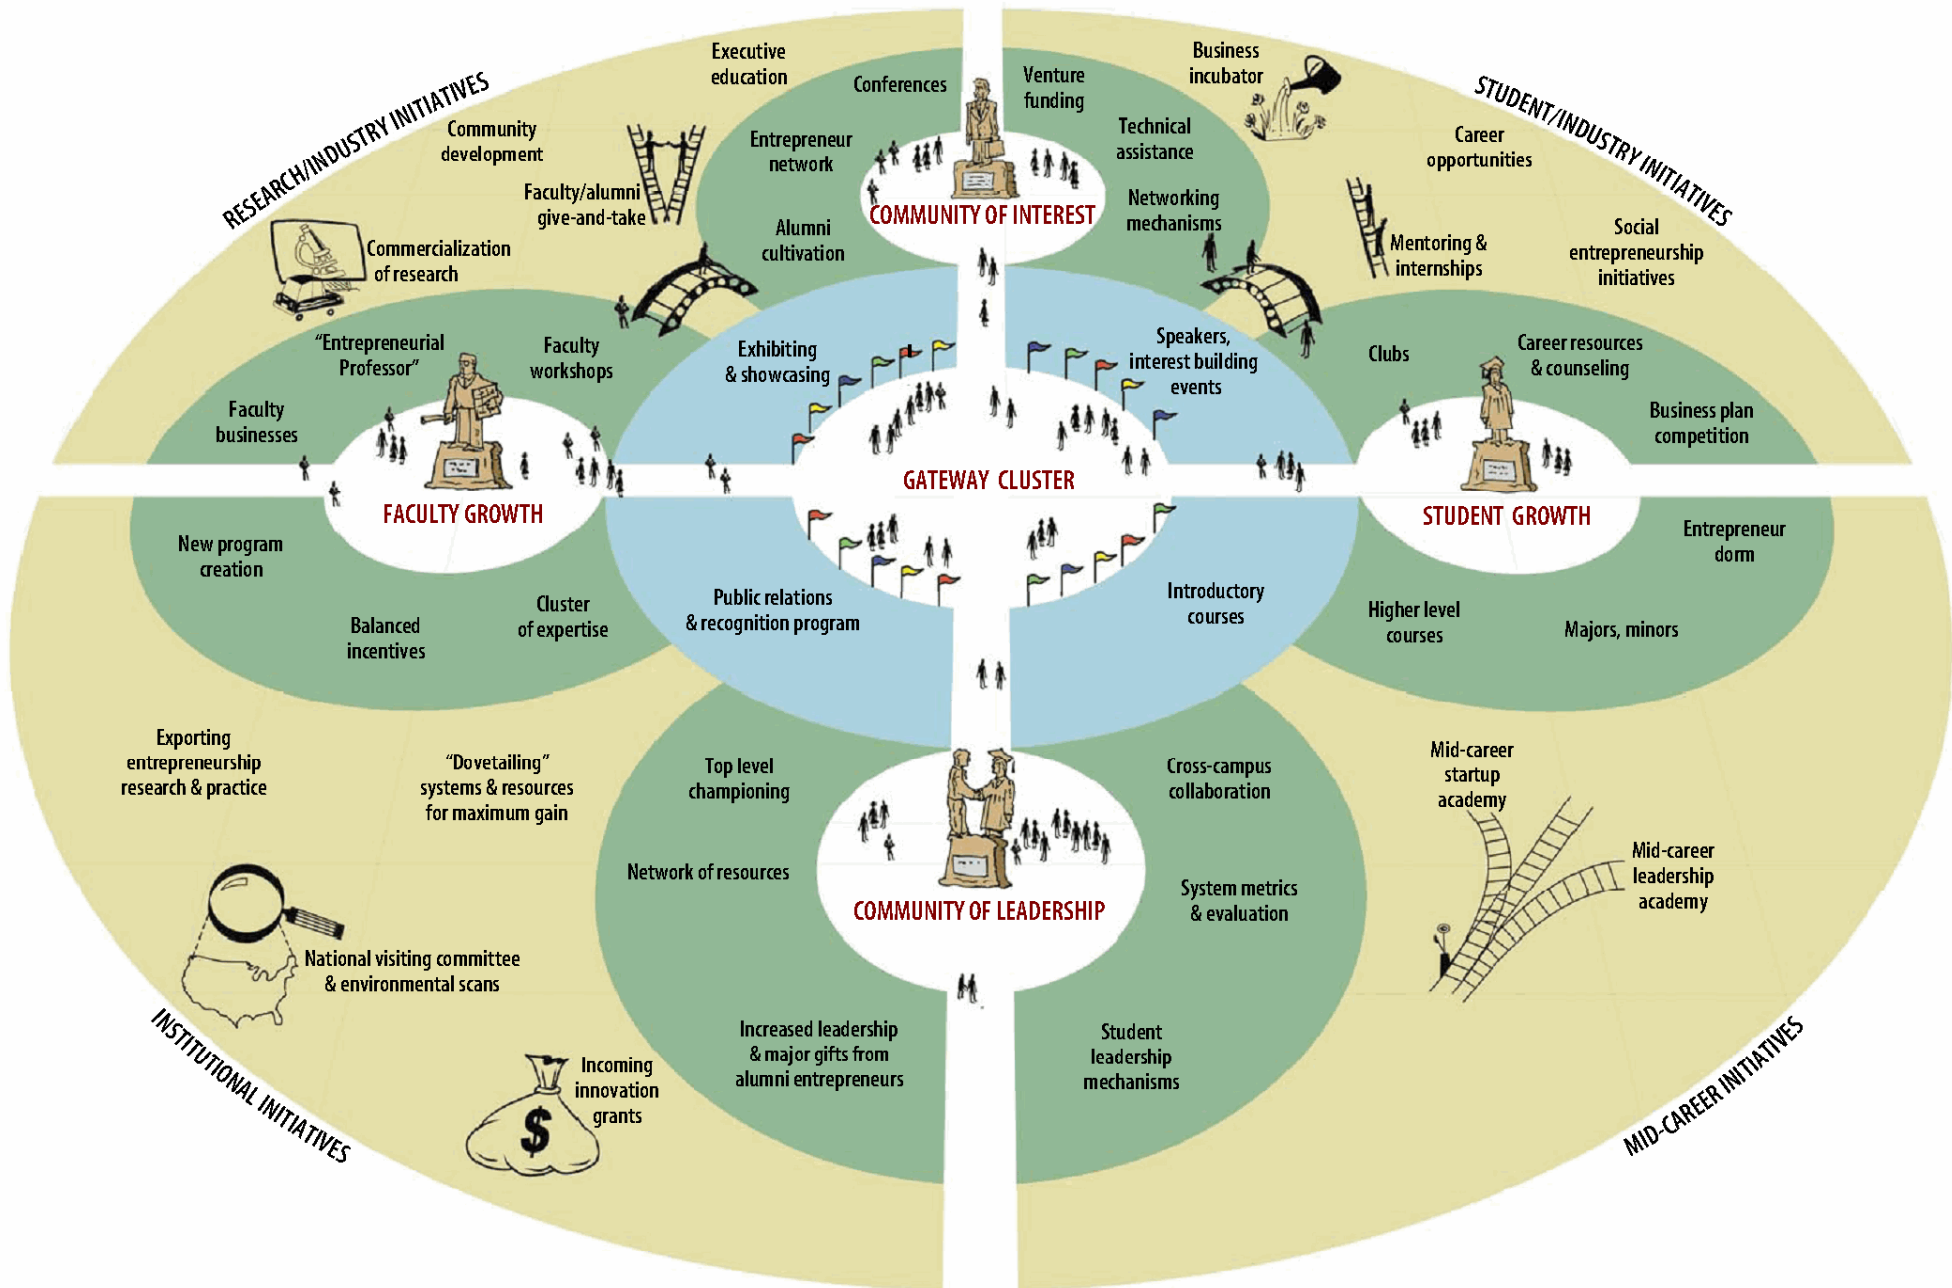 RESEARCH/INDUSTRY INITIATIVES
Executive
education
Conferences
Community
development
Entrepreneur
network
Faculty/alumni
give-and-take
Alumni
cultivation
Commercialization
of research
COMMUNITY OF INTEREST
Venture
funding
Technical
assistance
Networking
mechanisms
Business
incubator
STUDENT/INDUSTRY INITIATIVES
Career
opportunities
Mentoring &
internships
Social
entrepreneurship
initiatives
"Entrepreneurial
Professor"
Faculty
workshops
Faculty
businesses
FACULTY GROWTH
New program
creation
Balanced
incentives
Cluster
of expertise
Exhibiting
& showcasing
Speakers,
interest building
events
GATEWAY CLUSTER
Public relations
& recognition program
Introductory
courses
Clubs
Career resources
& counseling
Business plan
competition
STUDENT GROWTH
Entrepreneur
dorm
Higher level
courses
Majors, minors
Exporting
entrepreneurship
research & practice
"Dovetailing"
systems & resources
for maximum gain
National visiting committee
& environmental scans
Incoming
innovation
grants
$
INSTITUTIONAL INITIATIVES
Top level
championing
Network of resources
COMMUNITY OF LEADERSHIP
Cross-campus
collaboration
System metrics
& evaluation
Increased leadership
& major gifts from
alumni entrepreneurs
Student
leadership
mechanisms
Mid-career
startup
academy
Mid-career
leadership
academy
MID-CAREER INITIATIVES